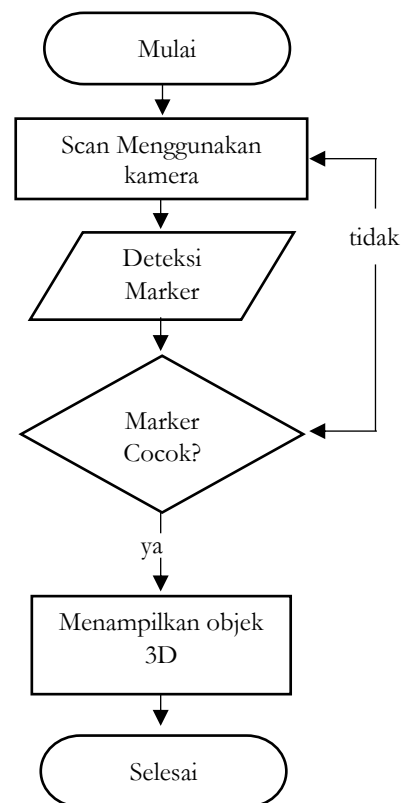 Mulai
Scan Menggunakan
kamera
tidak
Deteksi
Marker
Marker
Cocok?
ya
Menampilkan objek
3D
Selesai